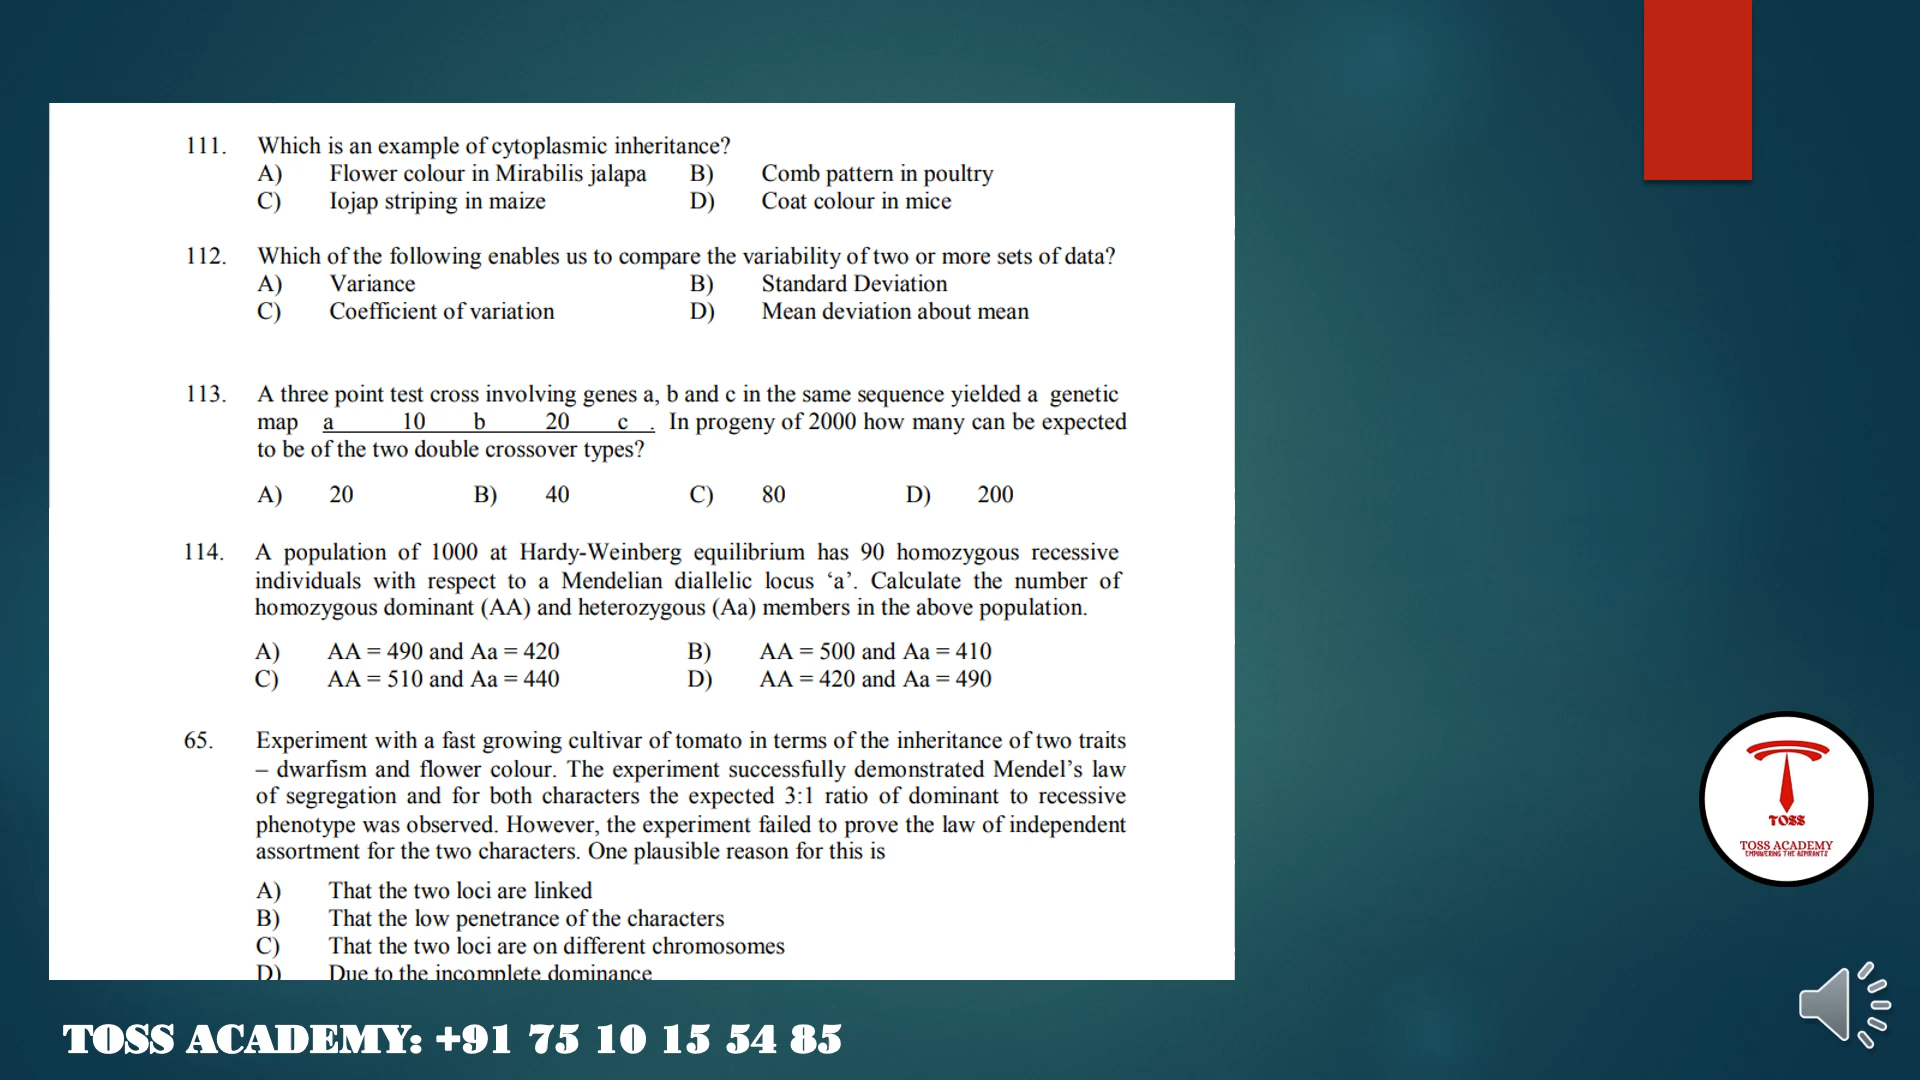 111. Which is an example of cytoplasmic inheritance?
A) Flower colour in Mirabilis jalapa B) Comb pattern in poultry
C) Iojap striping in maize D) Coat colour in mice
112. Which of the following enables us to compare the variability of two or more sets of data?
A) Variance B) Standard Deviation
C) Coefficient of variation D) Mean deviation about mean
113. A three point test cross involving genes a, b and c in the same sequence yielded a genetic
map a 10 b 20 c . In progeny of 2000 how many can be expected
to be of the two double crossover types?
A) 20 B) 40 C) 80 D) 200
114. A population of 1000 at Hardy-Weinberg equilibrium has 90 homozygous recessive
individuals with respect to a Mendelian diallelic locus ‘a’. Calculate the number of
homozygous dominant (AA) and heterozygous (Aa) members in the above population.
A) AA = 490 and Aa = 420 B) AA = 500 and Aa = 410
C) AA = 510 and Aa = 440 D) AA = 420 and Aa = 490
65. Experiment with a fast growing cultivar of tomato in terms of the inheritance of two traits
– dwarfism and flower colour. The experiment successfully demonstrated Mendel’s law
of segregation and for both characters the expected 3:1 ratio of dominant to recessive
phenotype was observed. However, the experiment failed to prove the law of independent
assortment for the two characters. One plausible reason for this is
A) That the two loci are linked
B) That the low penetrance of the characters
C) That the two loci are on different chromosomes
D) Due to the incomplete dominance
TOSS
TOSS ACADEMY
EMPOWERING THE ASPIRANTS
TOSS ACADEMY: +91 75 10 15 54 85